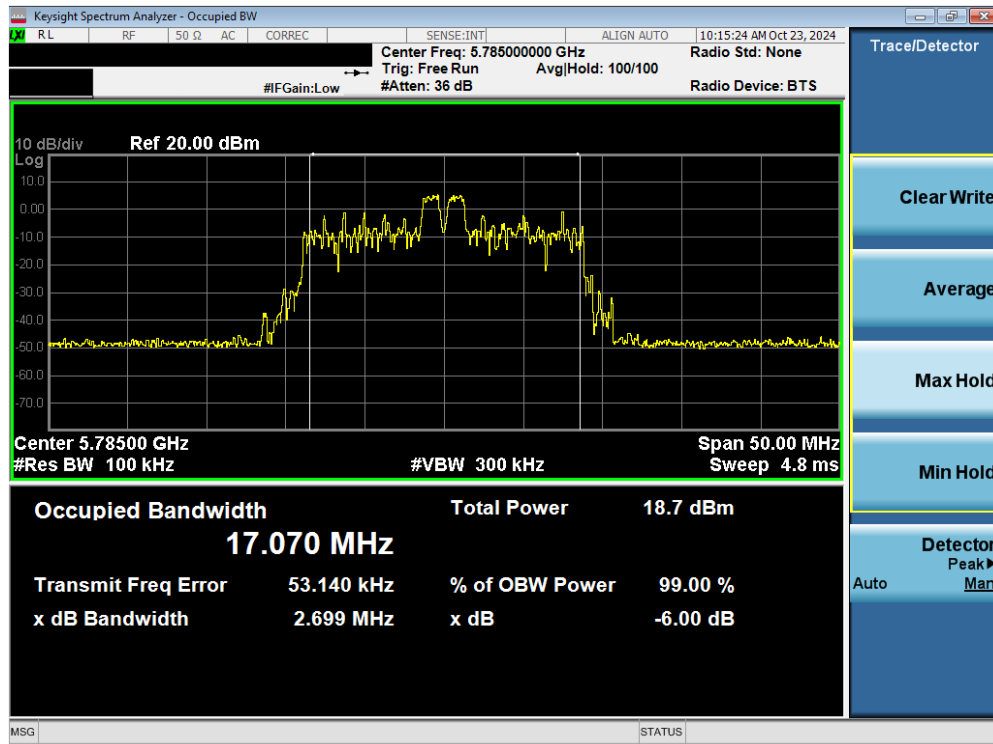 Keysight Spectrum Analyzer - Occupied BW
LXI RL RF 50 Ω AC CORREC SENSE:INT ALIGN AUTO 10:15:24 AM Oct 23, 2024
Center Freq: 5.785000000 GHz Radio Std: None
Trig: Free Run Avg|Hold: 100/100
#IFGain:Low #Atten: 36 dB Radio Device: BTS
Trace/Detector
10 dB/div Ref 20.00 dBm
Log
10.0
0.00
-10.0
-20.0
-30.0
-40.0
-50.0
-60.0
-70.0
Center 5.78500 GHz Span 50.00 MHz
#Res BW 100 kHz #VBW 300 kHz Sweep 4.8 ms
Occupied Bandwidth Total Power 18.7 dBm
17.070 MHz
Transmit Freq Error 53.140 kHz % of OBW Power 99.00 %
x dB Bandwidth 2.699 MHz x dB -6.00 dB
Clear Write
Average
Max Hold
Min Hold
Detector
Peak▶
Auto Man
MSG STATUS